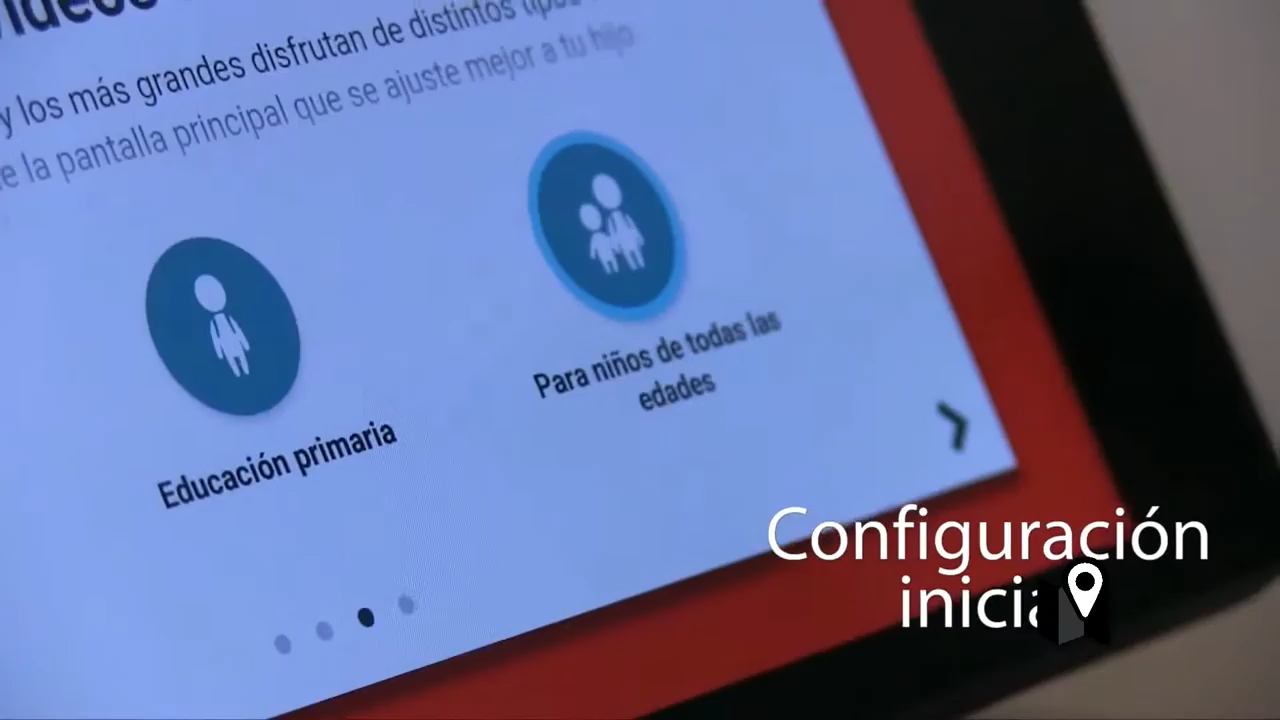 y los más grandes disfrutan de distintos tipos
la pantalla principal que se ajuste mejor a tu hijo
Educación primaria
Para niños de todas las
edades
Configuración